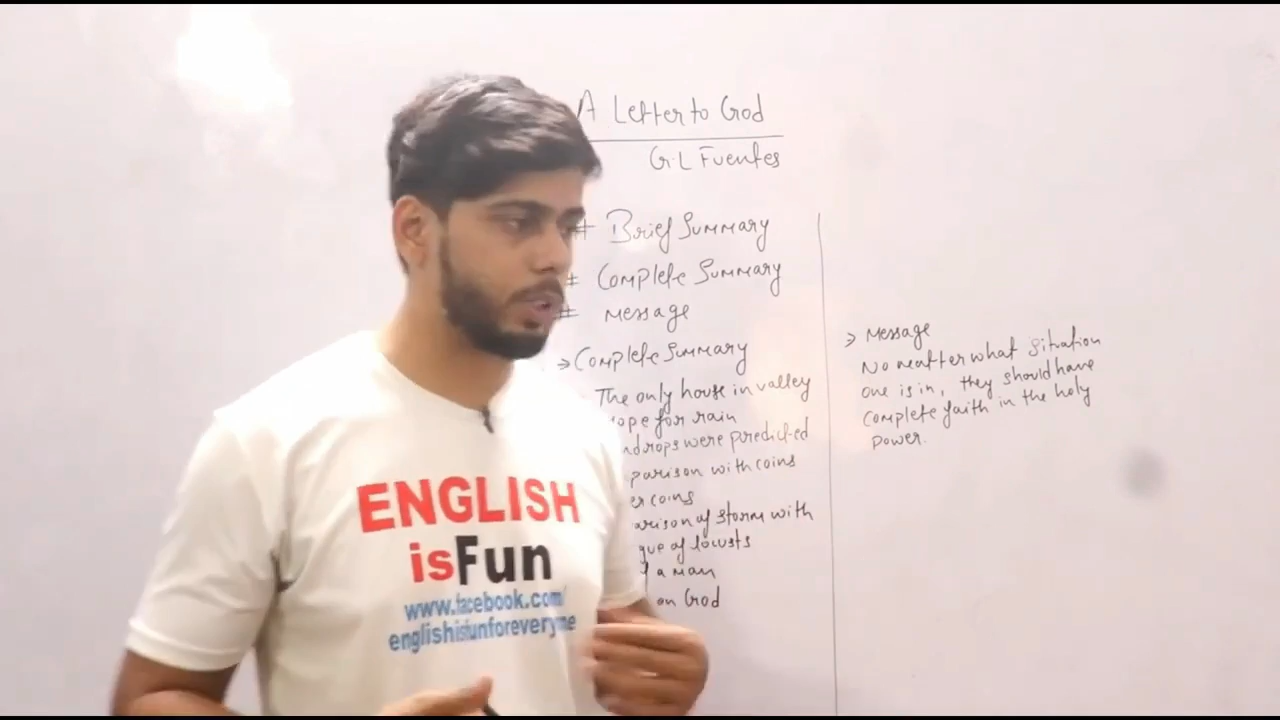 A Letter to God
G.L Fuentes
# Brief Summary
# Complete Summary
# Message
→ Complete Summary
The only house in valley
ope for rain
ndrops were predicted
parison with coins
er coins
arison of storm with
gue of locusts
a man
on God
→ Message
No matter what situation
one is in, they should have
complete faith in the holy
power.
ENGLISH
isFun
www.facebook.com/
englishisfunforeveryme